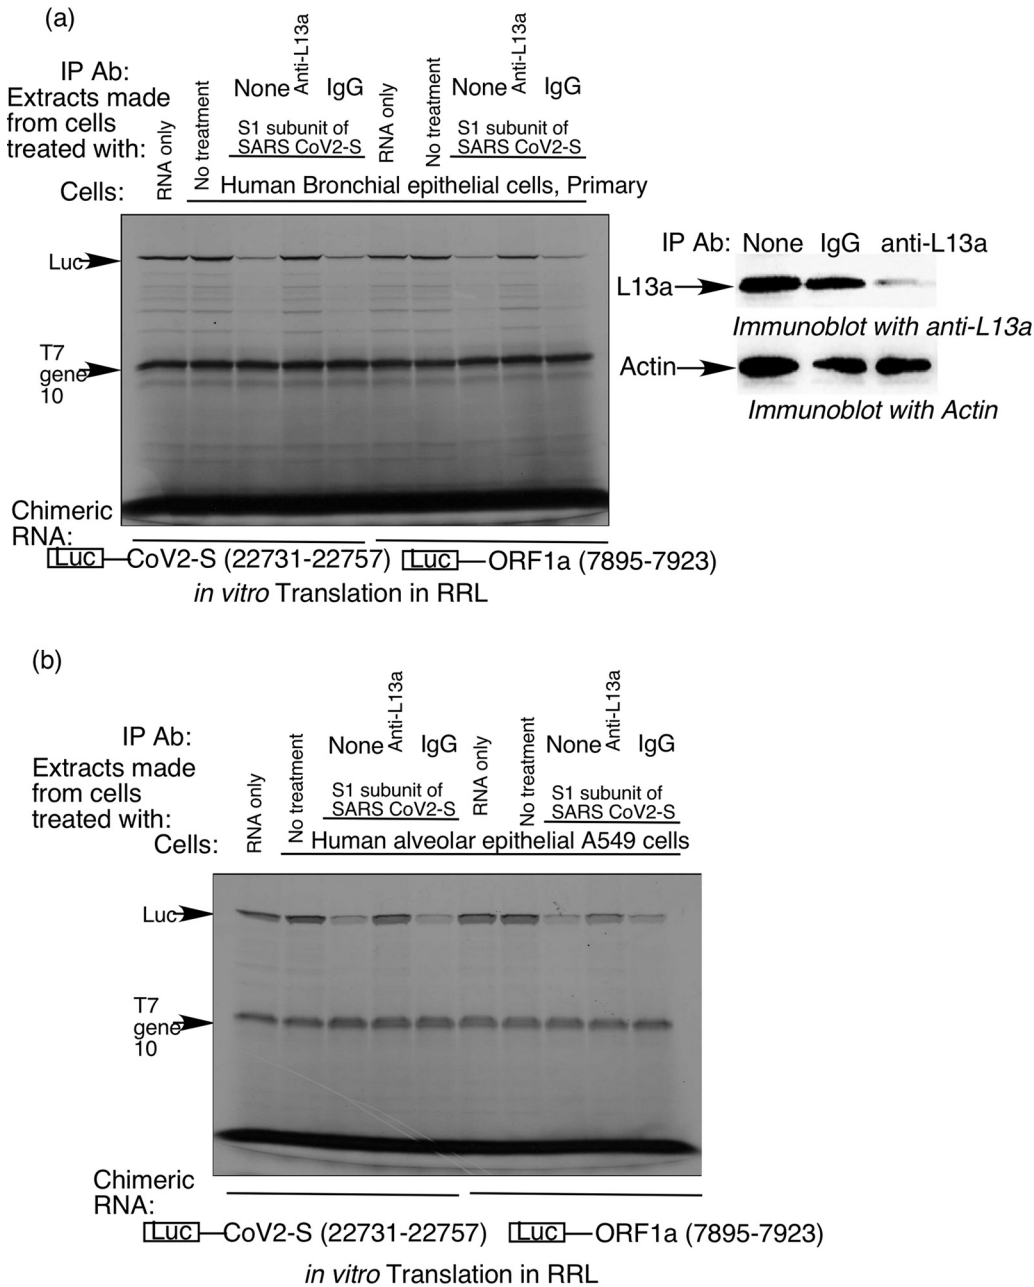 (a)
IP Ab:
Extracts made
from cells
treated with:
RNA only
No treatment
None
Anti-L13a
IgG
S1 subunit of
SARS CoV2-S
RNA only
No treatment
None
Anti-L13a
IgG
S1 subunit of
SARS CoV2-S
Cells:
Human Bronchial epithelial cells, Primary
Luc
T7
gene
10
IP Ab: None IgG anti-L13a
L13a
Immunoblot with anti-L13a
Actin
Immunoblot with Actin
Chimeric
RNA:
Luc CoV2-S (22731-22757) Luc ORF1a (7895-7923)
in vitro Translation in RRL
(b)
IP Ab:
Extracts made
from cells
treated with:
RNA only
No treatment
None
Anti-L13a
IgG
S1 subunit of
SARS CoV2-S
RNA only
No treatment
None
Anti-L13a
IgG
S1 subunit of
SARS CoV2-S
Cells:
Human alveolar epithelial A549 cells
Luc
T7
gene
10
Chimeric
RNA:
Luc CoV2-S (22731-22757) Luc ORF1a (7895-7923)
in vitro Translation in RRL